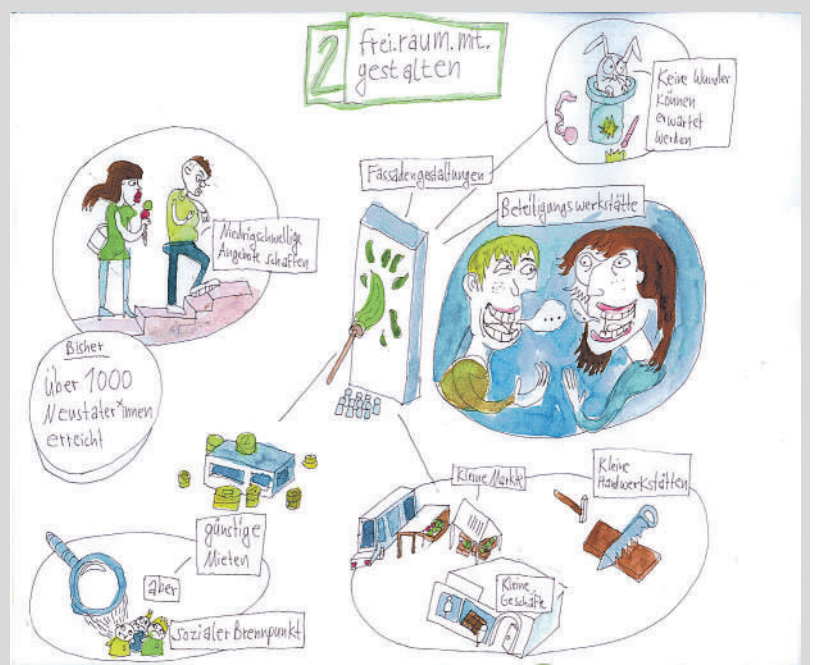 2
frei.raum.mit.
gestalten
Keine Wunder
können
erwartet
werden
Fassadengestaltungen
Beteiligungswerkstätte
Niedrigschwellige
Angebote schaffen
...
Bisher
über 1000
Neustäter*innen
erreicht
Kleine Märkte
Kleine
Handwerkstätten
günstige
Mieten
aber
sozialer Brennpunkt
Kleine
Geschäfte